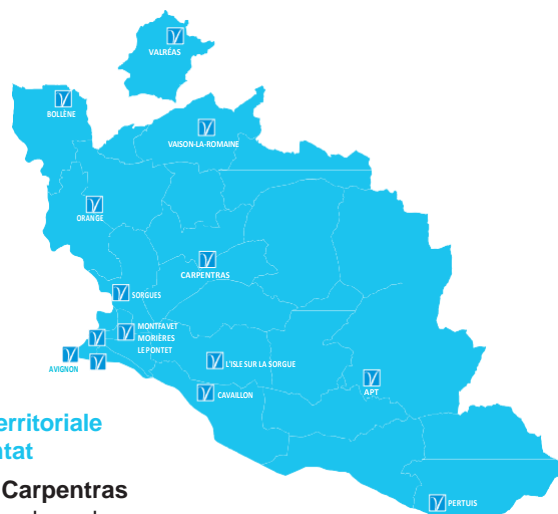 VALRÉAS
BOLLÈNE
VAISON-LA-ROMAINE
ORANGE
CARPENTRAS
SORGUES
MONTFAVET
MORIÈRES
LE PONTET
AVIGNON
L'ISLE SUR LA SORGUE
CAVAILLON
APT
PERTUIS
erritoriale
tat
Carpentras